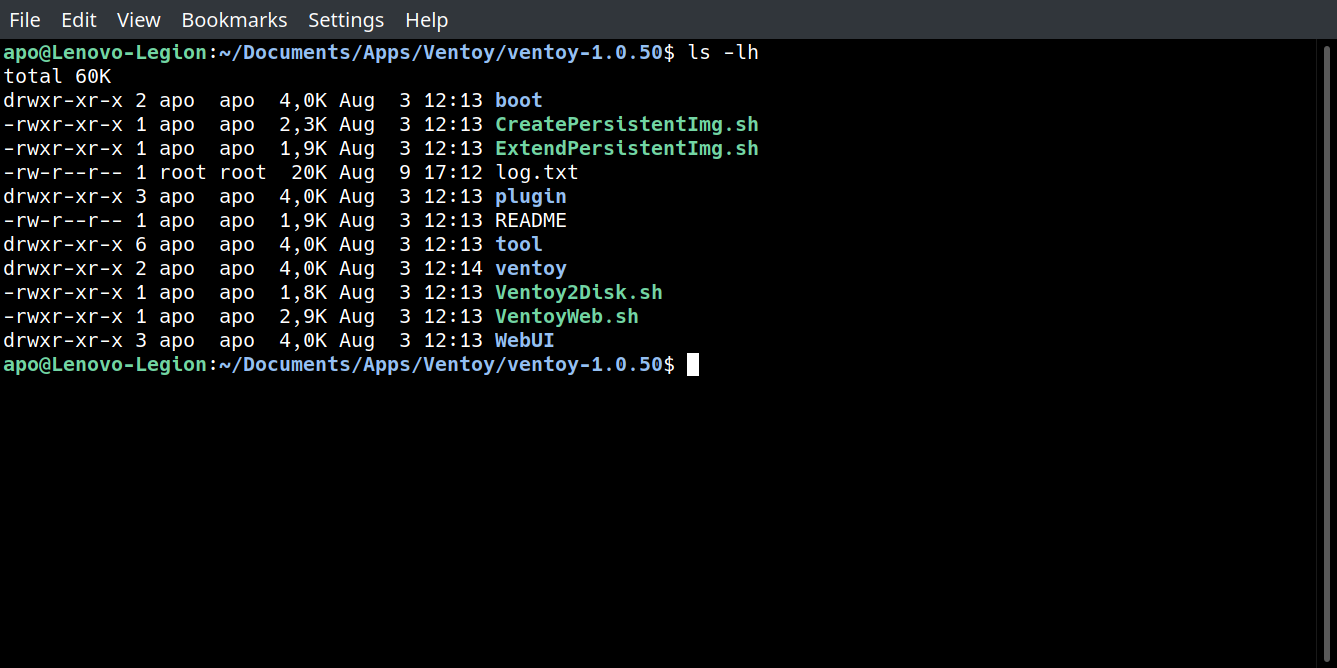 File Edit View Bookmarks Settings Help
apo@Lenovo-Legion:~/Documents/Apps/Ventoy/ventoy-1.0.50$ ls -lh
total 60K
drwxr-xr-x 2 apo  apo  4,0K Aug  3 12:13 boot
-rwxr-xr-x 1 apo  apo  2,3K Aug  3 12:13 CreatePersistentImg.sh
-rwxr-xr-x 1 apo  apo  1,9K Aug  3 12:13 ExtendPersistentImg.sh
-rw-r--r-- 1 root root  20K Aug  9 17:12 log.txt
drwxr-xr-x 3 apo  apo  4,0K Aug  3 12:13 plugin
-rw-r--r-- 1 apo  apo  1,9K Aug  3 12:13 README
drwxr-xr-x 6 apo  apo  4,0K Aug  3 12:13 tool
drwxr-xr-x 2 apo  apo  4,0K Aug  3 12:14 ventoy
-rwxr-xr-x 1 apo  apo  1,8K Aug  3 12:13 Ventoy2Disk.sh
-rwxr-xr-x 1 apo  apo  2,9K Aug  3 12:13 VentoyWeb.sh
drwxr-xr-x 3 apo  apo  4,0K Aug  3 12:13 WebUI
apo@Lenovo-Legion:~/Documents/Apps/Ventoy/ventoy-1.0.50$